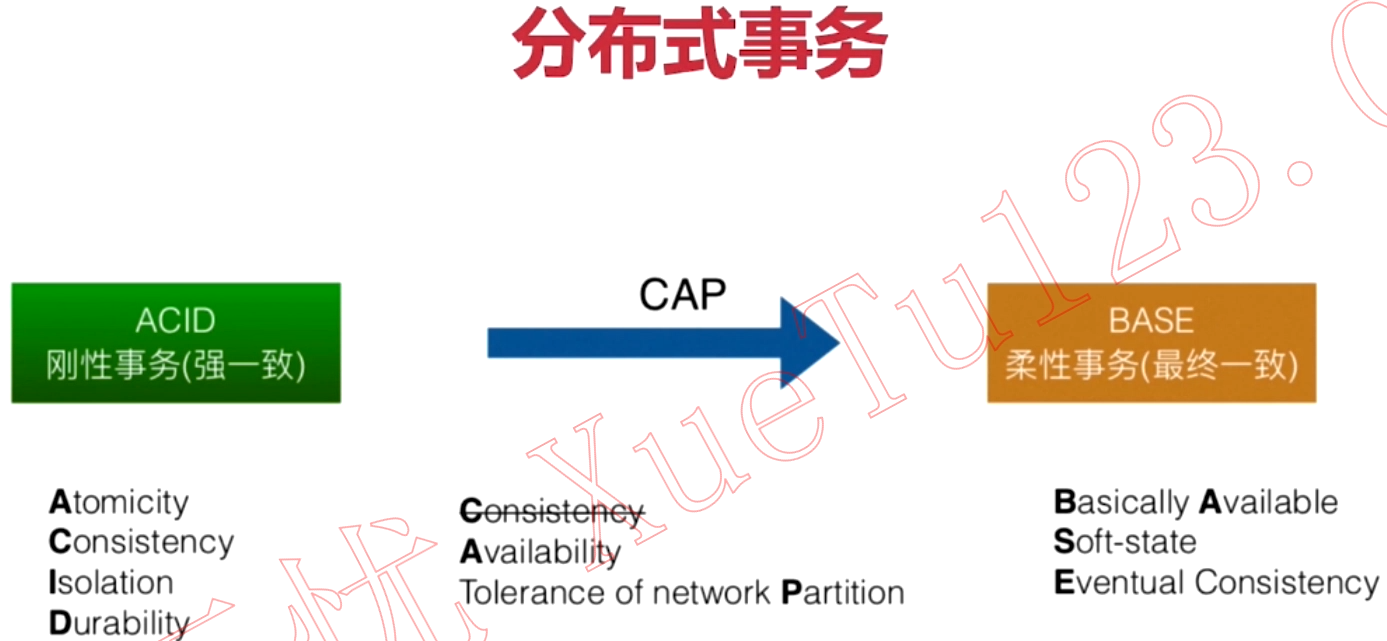 分布式事务
ACID
刚性事务(强一致)
CAP
BASE
柔性事务(最终一致)
Atomicity
Consistency
Isolation
Durability
Consistency
Availability
Tolerance of network Partition
Basically Available
Soft-state
Eventual Consistency
忧 XueTu123.